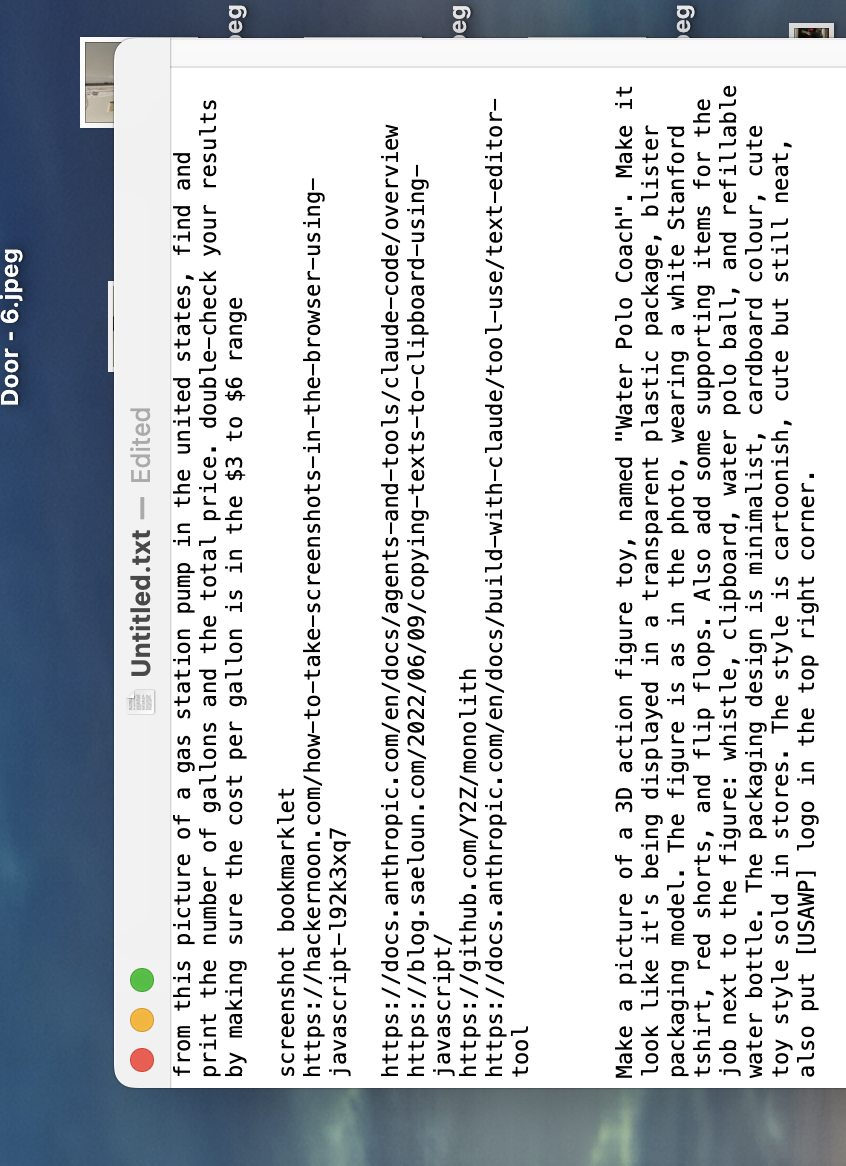 peg
peg
peg
Door - 6.jpeg
Untitled.txt — Edited
from this picture of a gas station pump in the united states, find and
print the number of gallons and the total price. double-check your results
by making sure the cost per gallon is in the $3 to $6 range
screenshot bookmarklet
https://hackernoon.com/how-to-take-screenshots-in-the-browser-using-
javascript-l92k3xq7
https://docs.anthropic.com/en/docs/agents-and-tools/claude-code/overview
https://blog.saeloun.com/2022/06/09/copying-texts-to-clipboard-using-
javascript/
https://github.com/Y2Z/monolith
https://docs.anthropic.com/en/docs/build-with-claude/tool-use/text-editor-
tool
Make a picture of a 3D action figure toy, named "Water Polo Coach". Make it
look like it's being displayed in a transparent plastic package, blister
packaging model. The figure is as in the photo, wearing a white Stanford
tshirt, red shorts, and flip flops. Also add some supporting items for the
job next to the figure: whistle, clipboard, water polo ball, and refillable
water bottle. The packaging design is minimalist, cardboard colour, cute
toy style sold in stores. The style is cartoonish, cute but still neat,
also put [USAWP] logo in the top right corner.